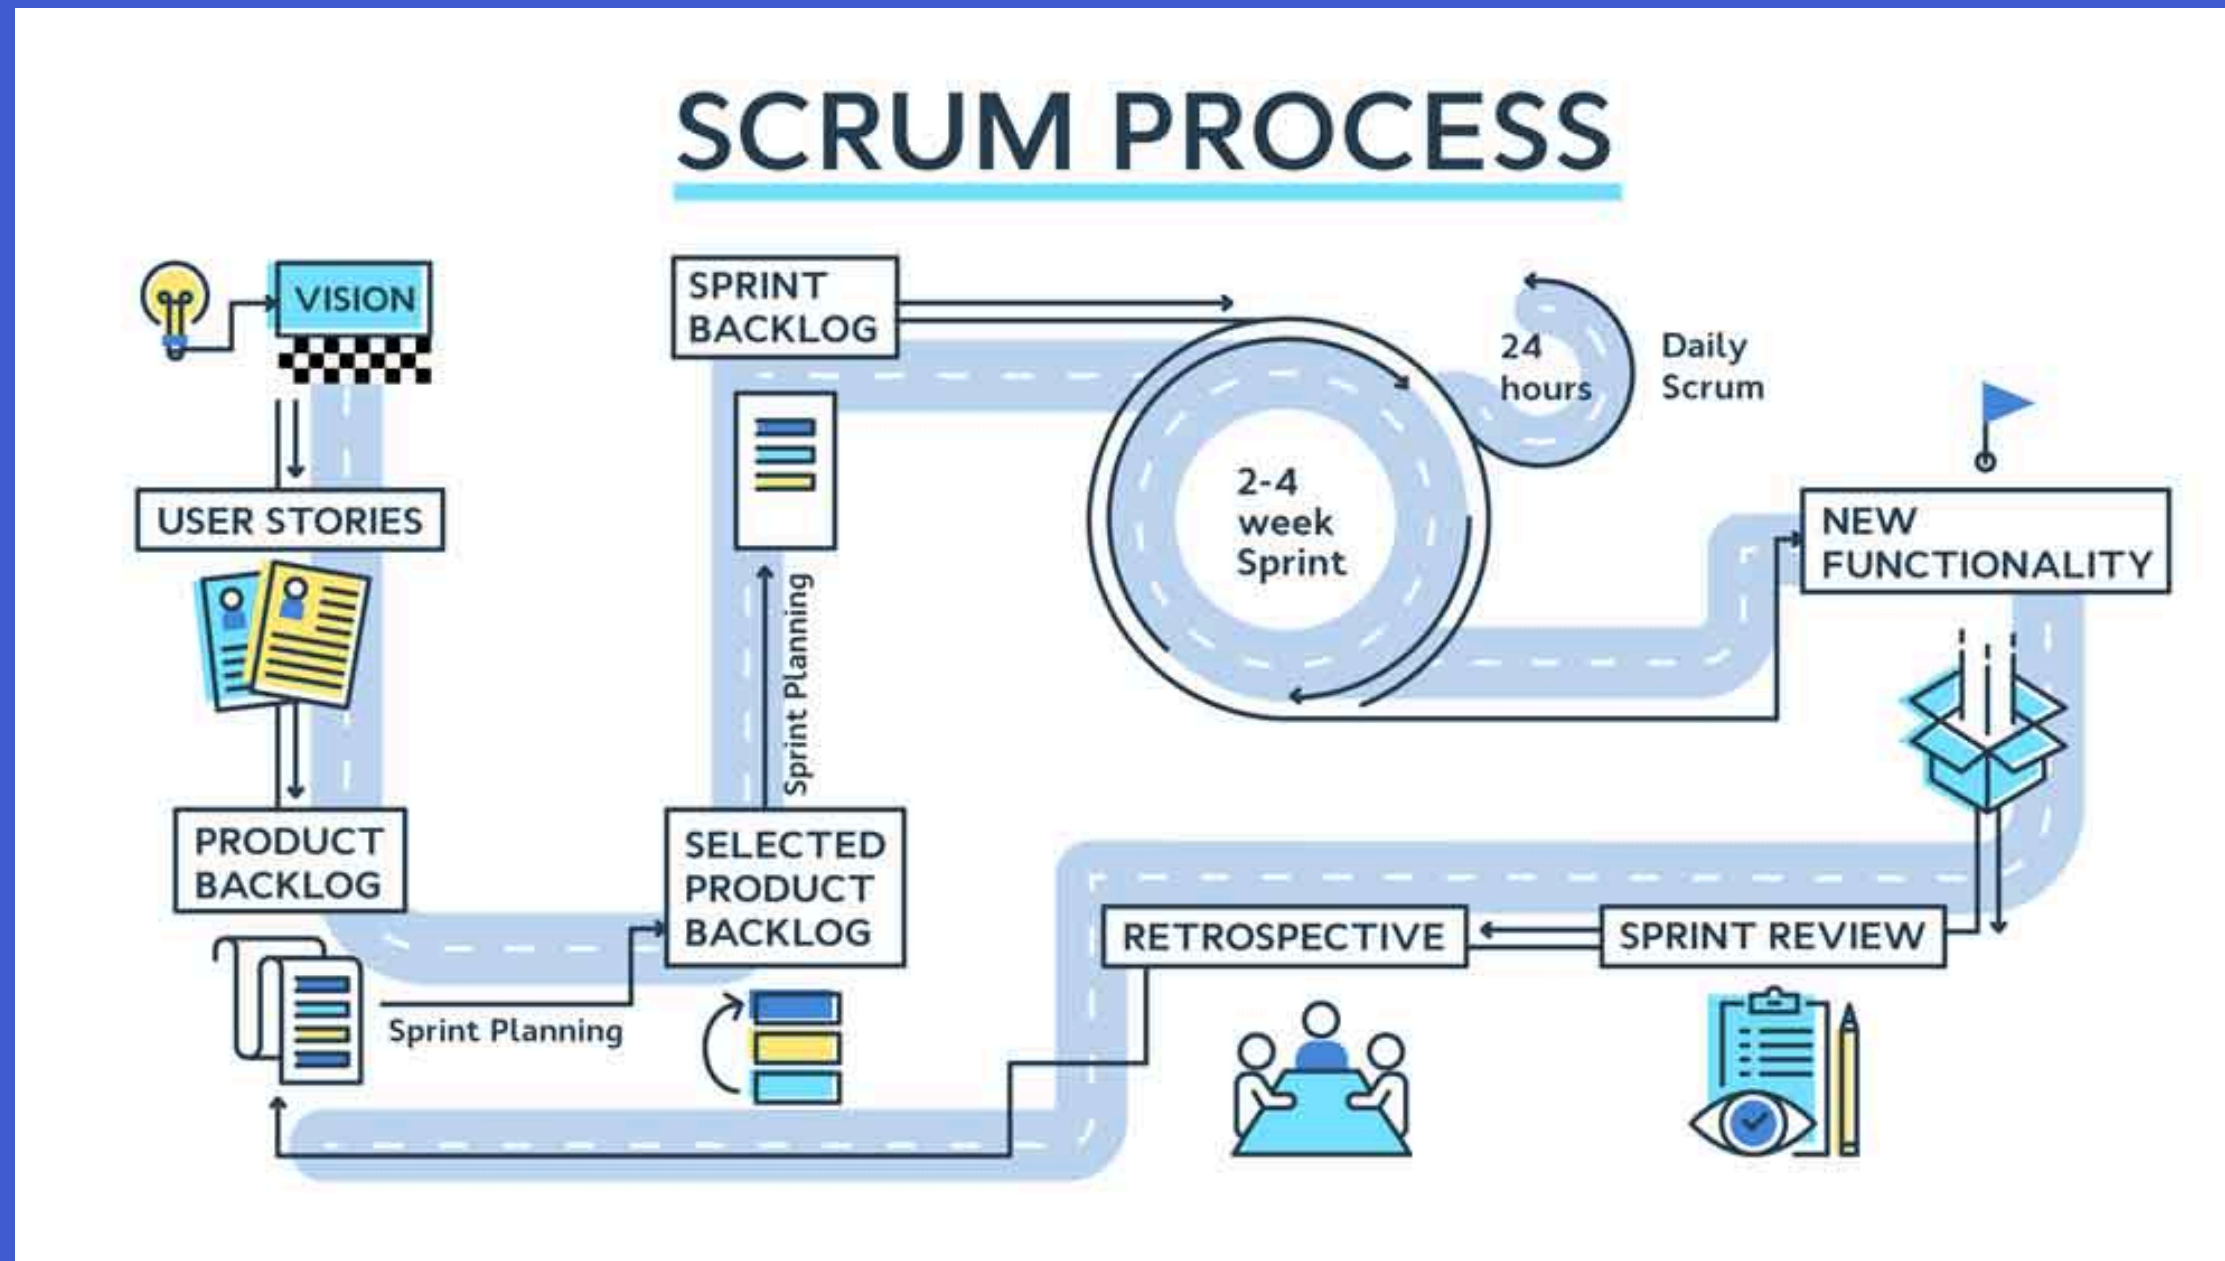 SCRUM PROCESS
VISION
USER STORIES
PRODUCT
BACKLOG
Sprint Planning
SELECTED
PRODUCT
BACKLOG
Sprint Planning
SPRINT
BACKLOG
2-4
week
Sprint
24
hours
Daily
Scrum
NEW
FUNCTIONALITY
SPRINT REVIEW
RETROSPECTIVE